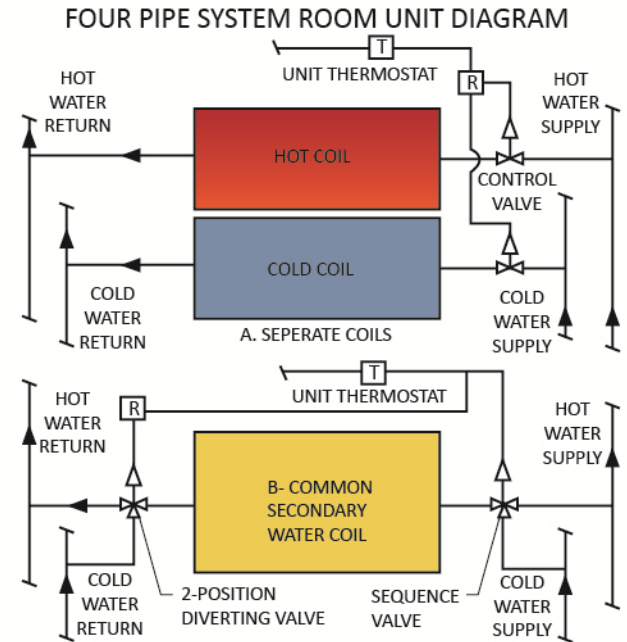 FOUR PIPE SYSTEM ROOM UNIT DIAGRAM
T
UNIT THERMOSTAT
R
HOT
WATER
RETURN
HOT
WATER
SUPPLY
HOT COIL
CONTROL
VALVE
COLD COIL
COLD
WATER
RETURN
COLD
WATER
SUPPLY
A. SEPERATE COILS
T
UNIT THERMOSTAT
HOT
WATER
RETURN
R
HOT
WATER
SUPPLY
B- COMMON
SECONDARY
WATER COIL
COLD
WATER
RETURN
2-POSITION
DIVERTING VALVE
SEQUENCE
VALVE
COLD
WATER
SUPPLY